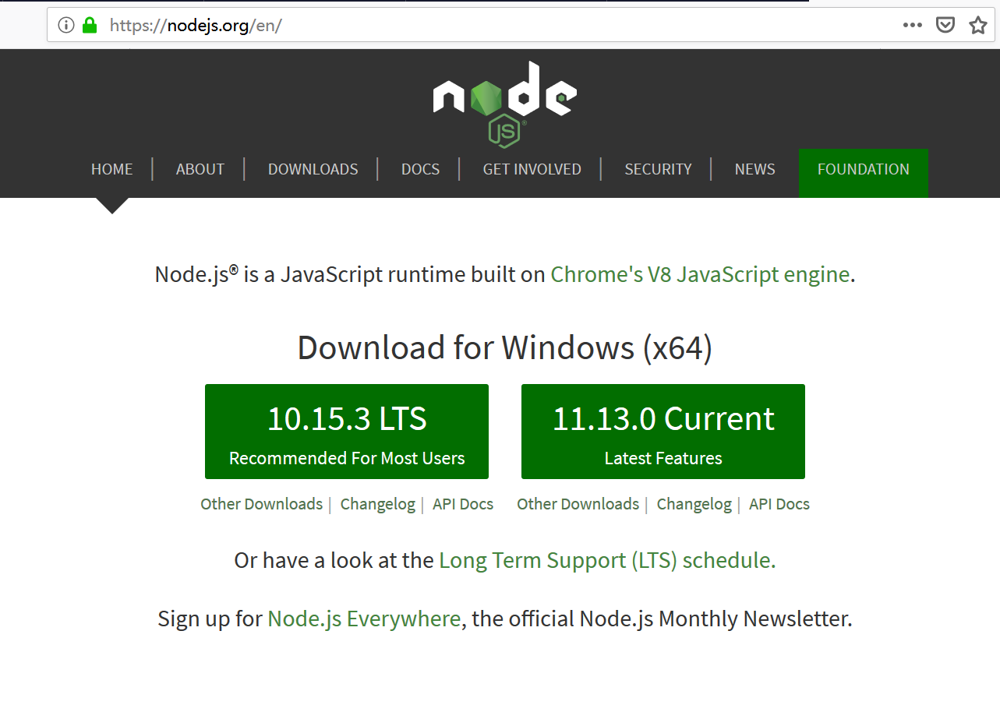 https://nodejs.org/en/
node
JS®
HOME | ABOUT | DOWNLOADS | DOCS | GET INVOLVED | SECURITY | NEWS FOUNDATION
Node.js® is a JavaScript runtime built on Chrome's V8 JavaScript engine.
Download for Windows (x64)
10.15.3 LTS
Recommended For Most Users
11.13.0 Current
Latest Features
Other Downloads | Changelog | API Docs
Other Downloads | Changelog | API Docs
Or have a look at the Long Term Support (LTS) schedule.
Sign up for Node.js Everywhere, the official Node.js Monthly Newsletter.